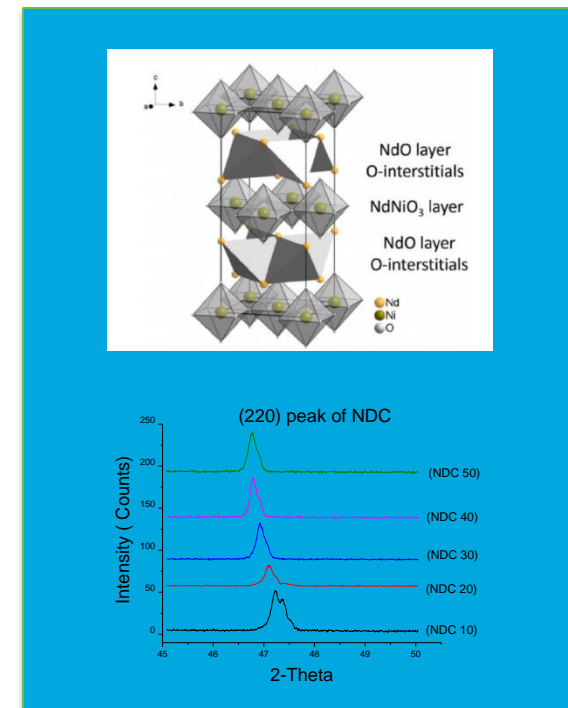 c
a
b
NdO layer
O-interstitials
NdNiO₃ layer
NdO layer
O-interstitials
Nd
Ni
O
(220) peak of NDC
250
200
150
100
50
0
Intensity ( Counts)
(NDC 50)
(NDC 40)
(NDC 30)
(NDC 20)
(NDC 10)
45 46 47 48 49 50
2-Theta